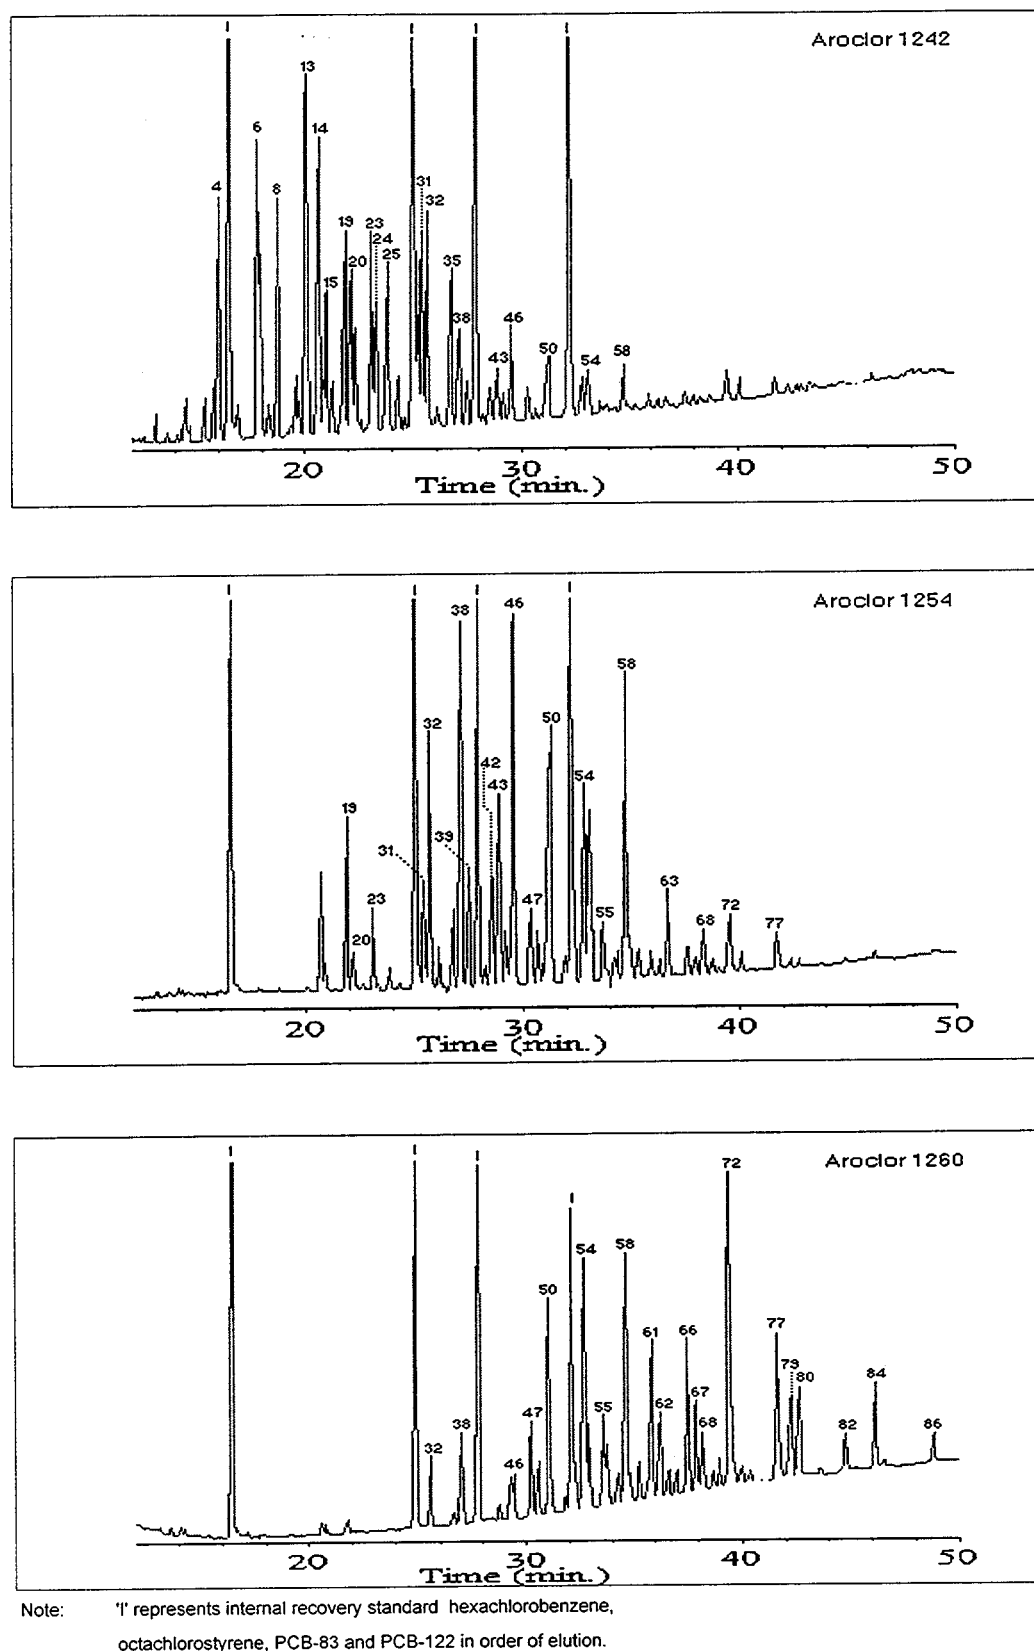 Aroclor 1242
I I I I
13
6 14
4 8 31
32
19 23
24
20 25 35
15
38 46
43 50 54 58
20 30 40 50
Time (min.)
Aroclor 1254
I I I I
38 46
58
32 50
42
43 54
19
31 39
23 47 63
20 55 68 72 77
20 30 40 50
Time (min.)
Aroclor 1260
I I I 72
I
54 58
50
61 66 77
79 80 84
47 55 62 67
38 68
32 46 82 86
20 30 40 50
Time (min.)
Note: 'I' represents internal recovery standard hexachlorobenzene,
octachlorostyrene, PCB-83 and PCB-122 in order of elution.